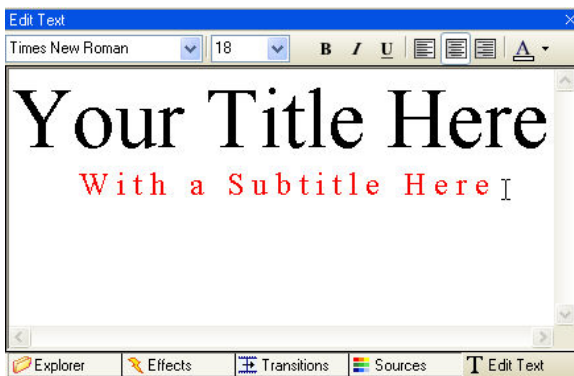 Edit Text
Times New Roman 18 B I U A
Your Title Here
With a Subtitle Here
Explorer Effects Transitions Sources T Edit Text